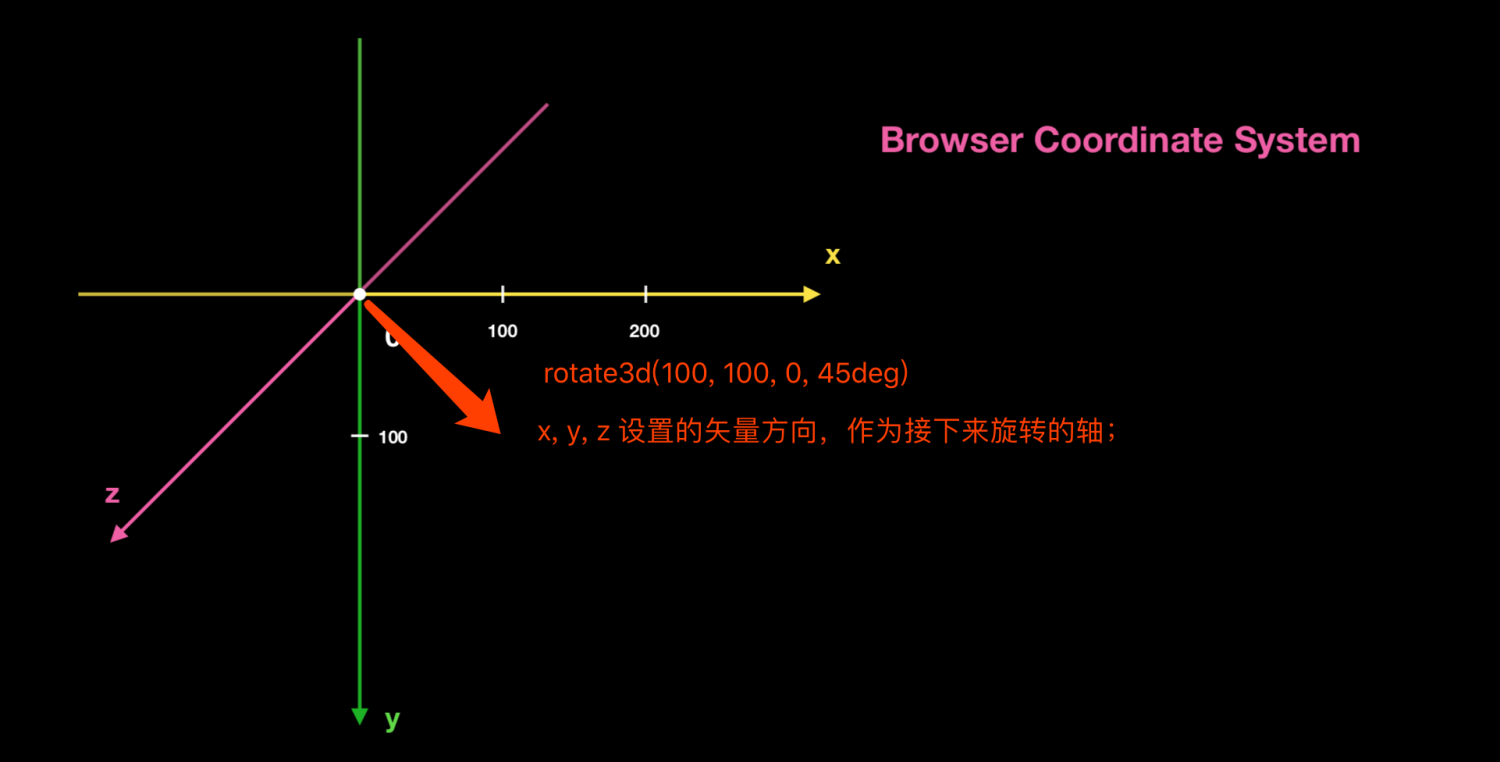 Browser Coordinate System
x
0
100
200
rotate3d(100, 100, 0, 45deg)
x, y, z 设置的矢量方向，作为接下来旋转的轴；
100
z
y